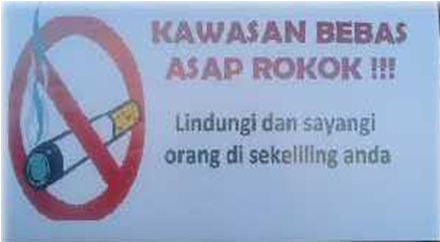 KAWASAN BEBAS
ASAP ROKOK !!!
Lindungi dan sayangi
orang di sekeliling anda